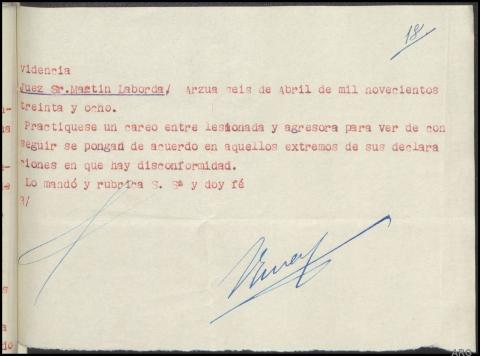 18
videncia
Juez Sr.Martin Laborda/ Arzua seis de Abril de mil novecientos
treinta y ocho.
Practiquese un careo entre lesionada y agresora para ver de con
seguir se pongan de acuerdo en aquellos extremos de sus declara
ciones en que hay disconformidad.
Lo mandó y rubrica S. Sª y doy fé